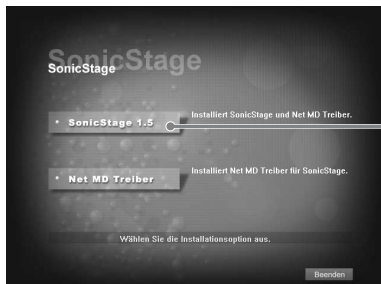 SonicStage
SonicStage
SonicStage 1.5
Installiert SonicStage und Net MD Treiber.
Net MD Treiber
Installiert Net MD Treiber für SonicStage.
Wählen Sie die Installationsoption aus.
Beenden